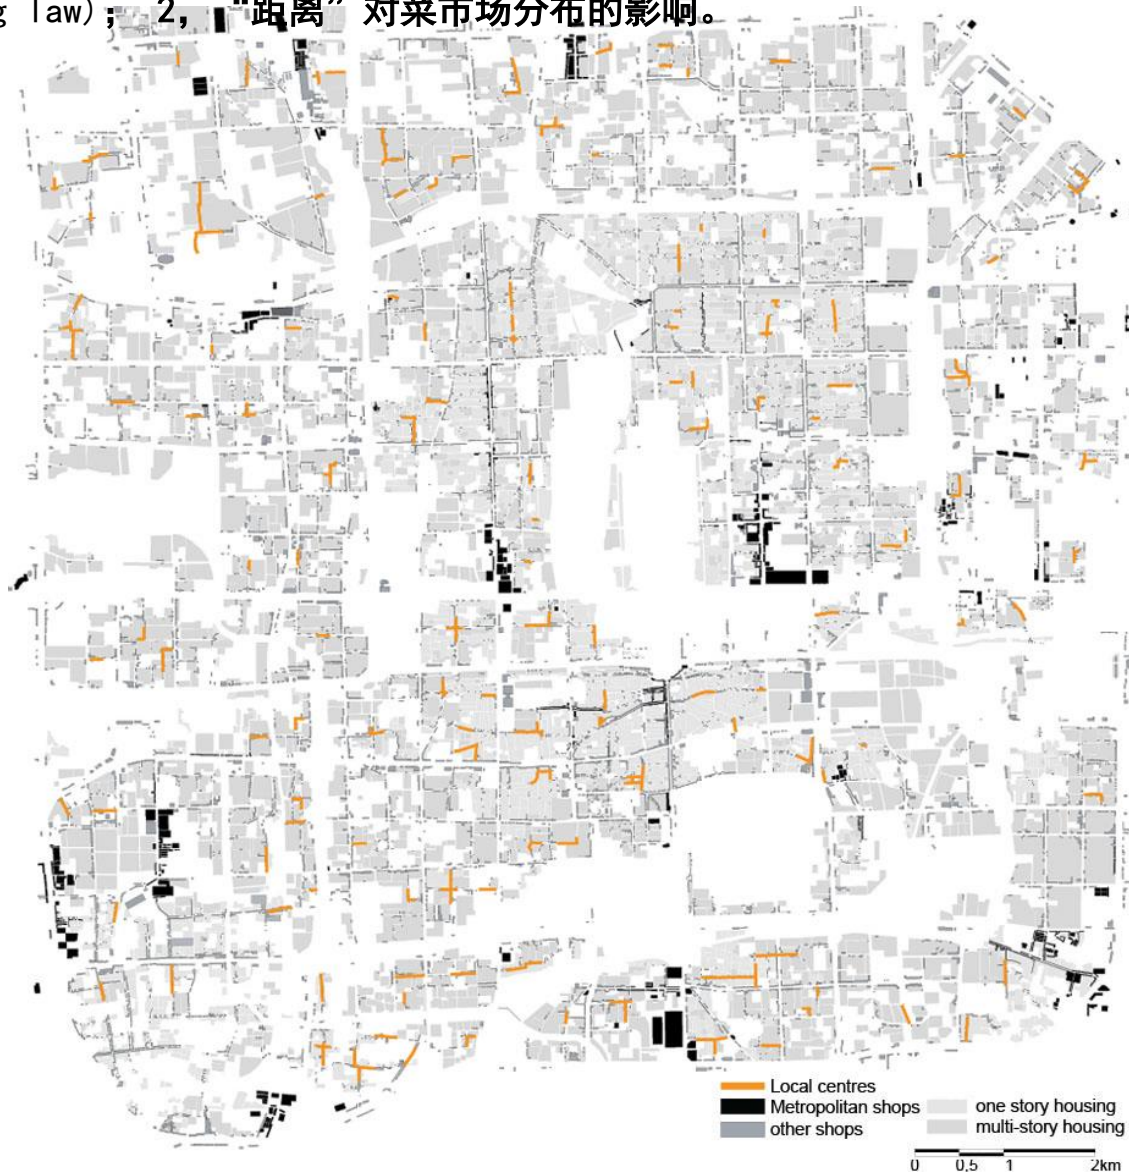 g law)； 2， “距离”对菜市场分布的影响。
Local centres
Metropolitan shops
other shops
one story housing
multi-story housing
0 0,5 1 2km